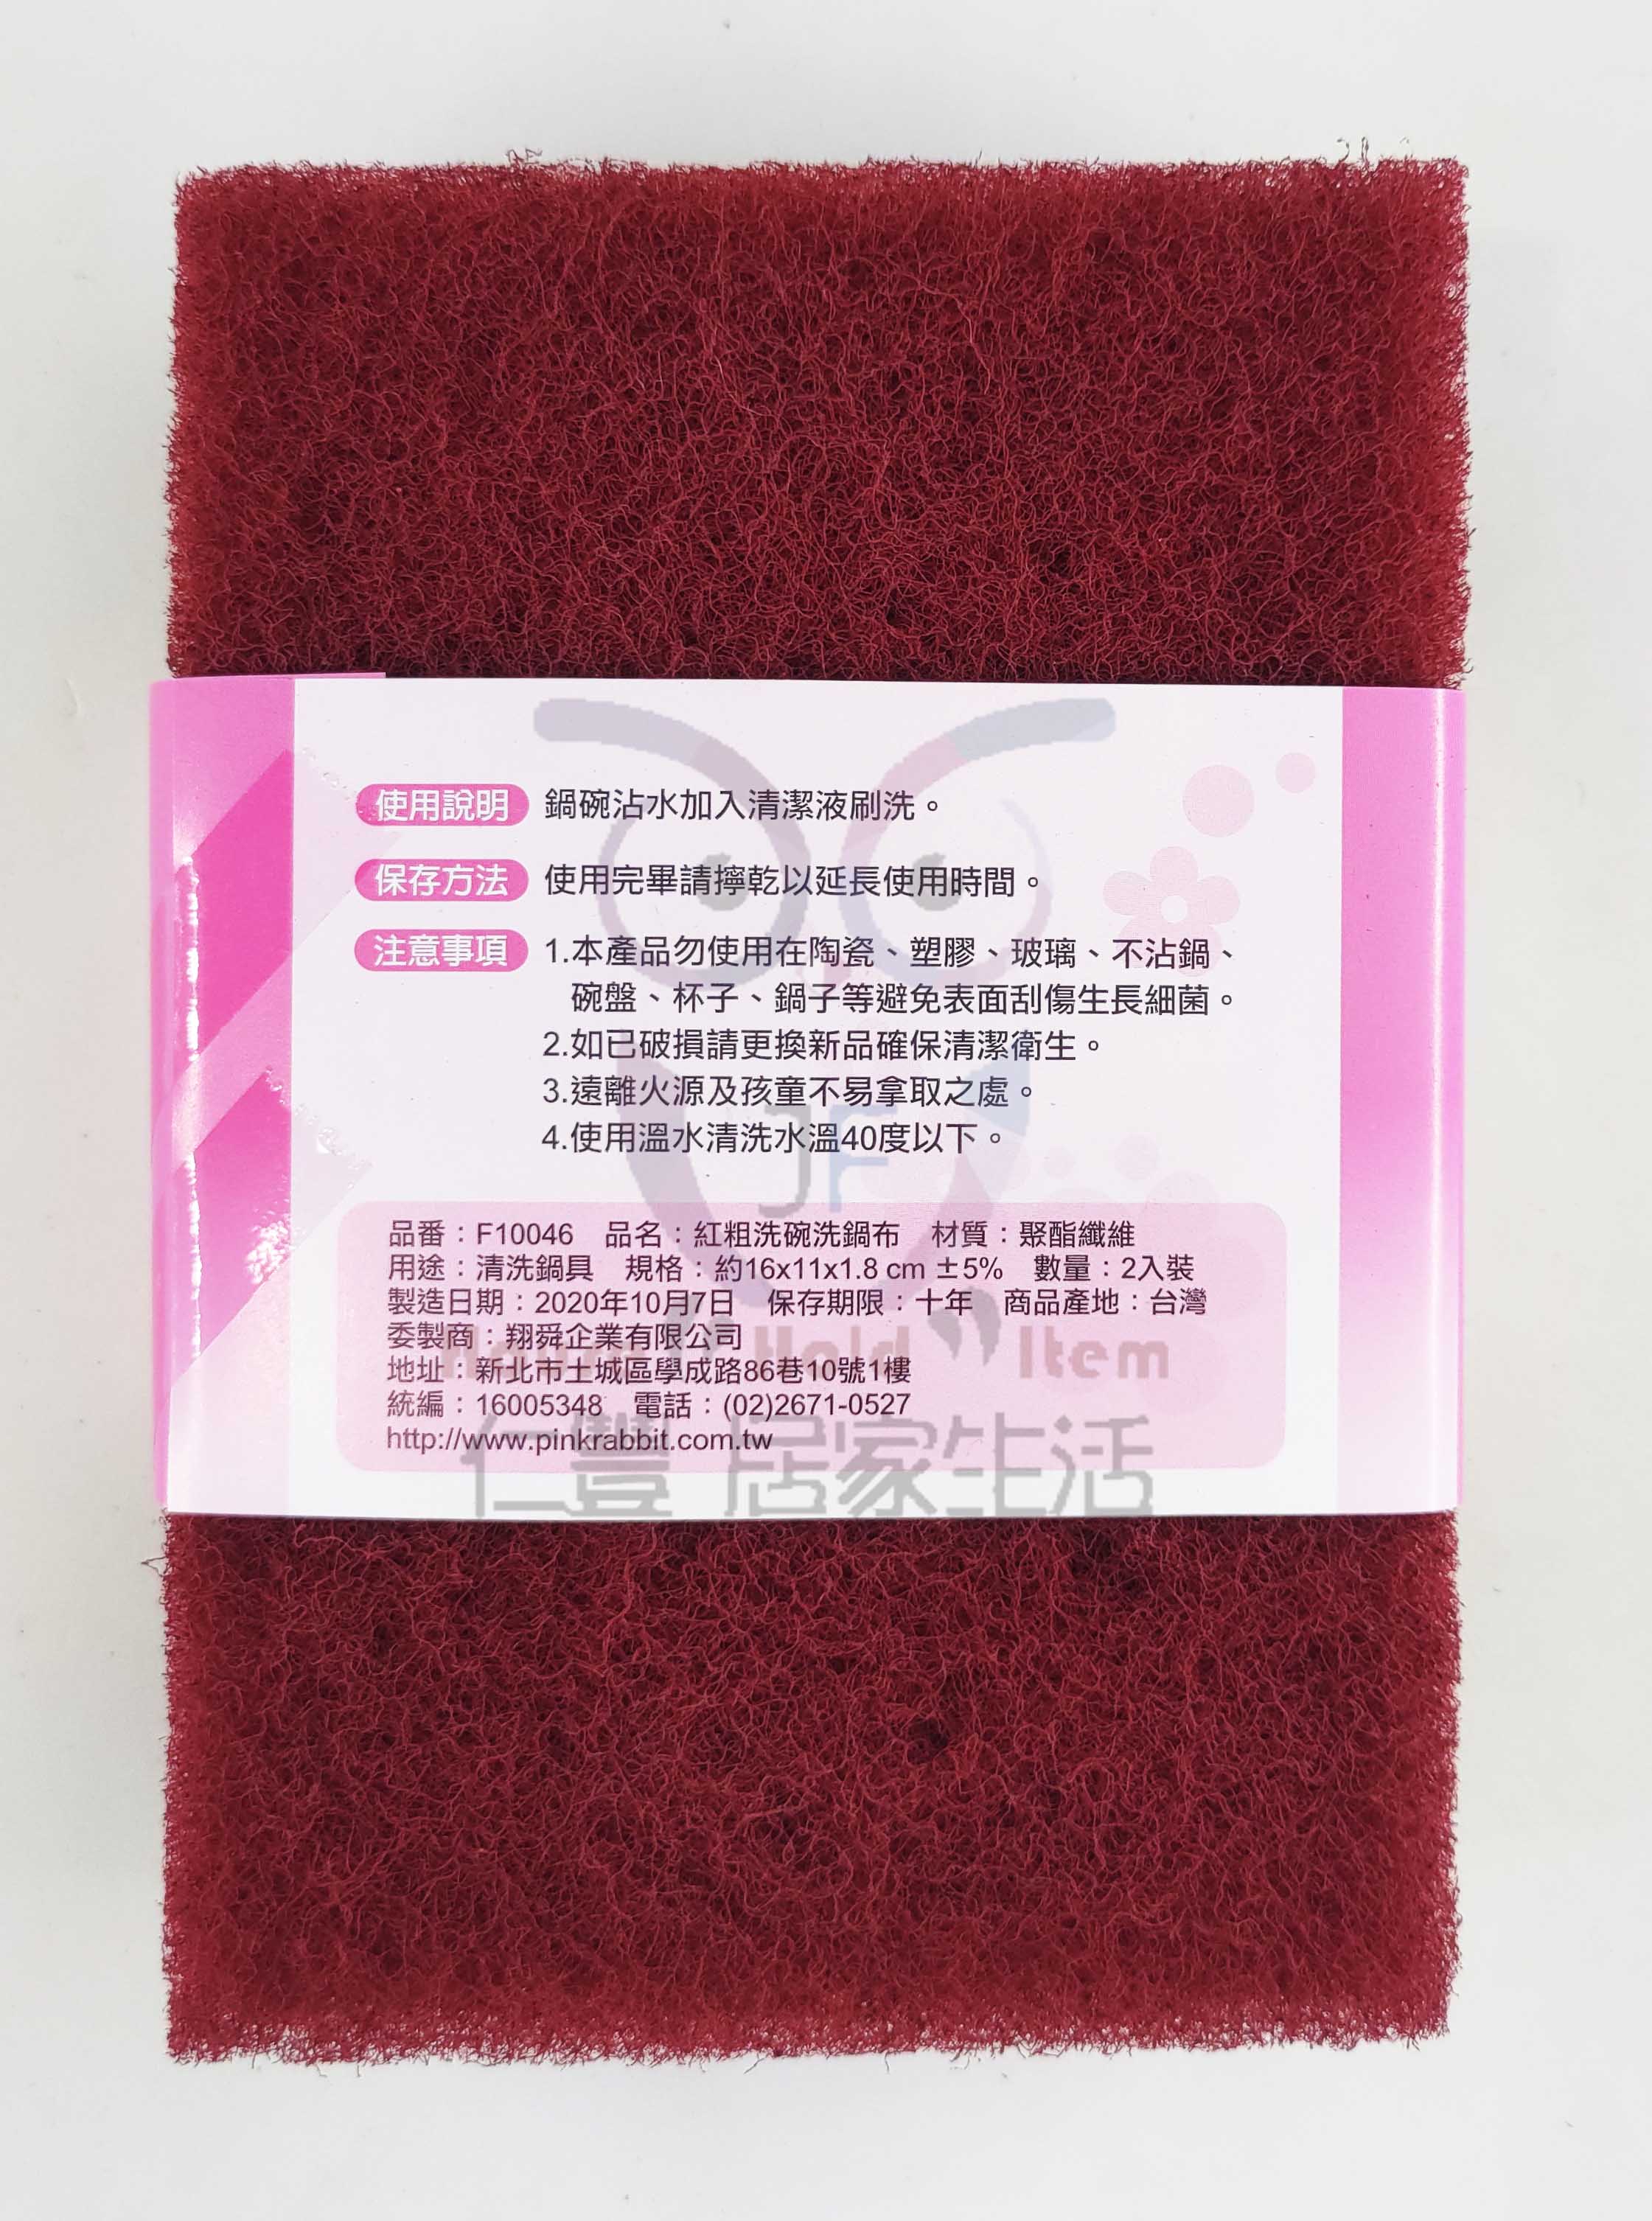 使用說明 鍋碗沾水加入清潔液刷洗。
保存方法 使用完畢請擰乾以延長使用時間。
注意事項 1.本產品勿使用在陶瓷、塑膠、玻璃、不沾鍋、
碗盤、杯子、鍋子等避免表面刮傷生長細菌。
2.如已破損請更換新品確保清潔衛生。
3.遠離火源及孩童不易拿取之處。
4.使用溫水清洗水溫40度以下。
JF
品番：F10046 品名：紅粗洗碗洗鍋布 材質：聚酯纖維
用途：清洗鍋具 規格：約16x11x1.8 cm ±5% 數量：2入裝
製造日期：2020年10月7日 保存期限：十年 商品產地：台灣
委製商：翔舜企業有限公司
Hold Item
地址：新北市土城區學成路86巷10號1樓
統編：16005348 電話：(02)2671-0527
http://www.pinkrabbit.com.tw
仁豐 居家生活